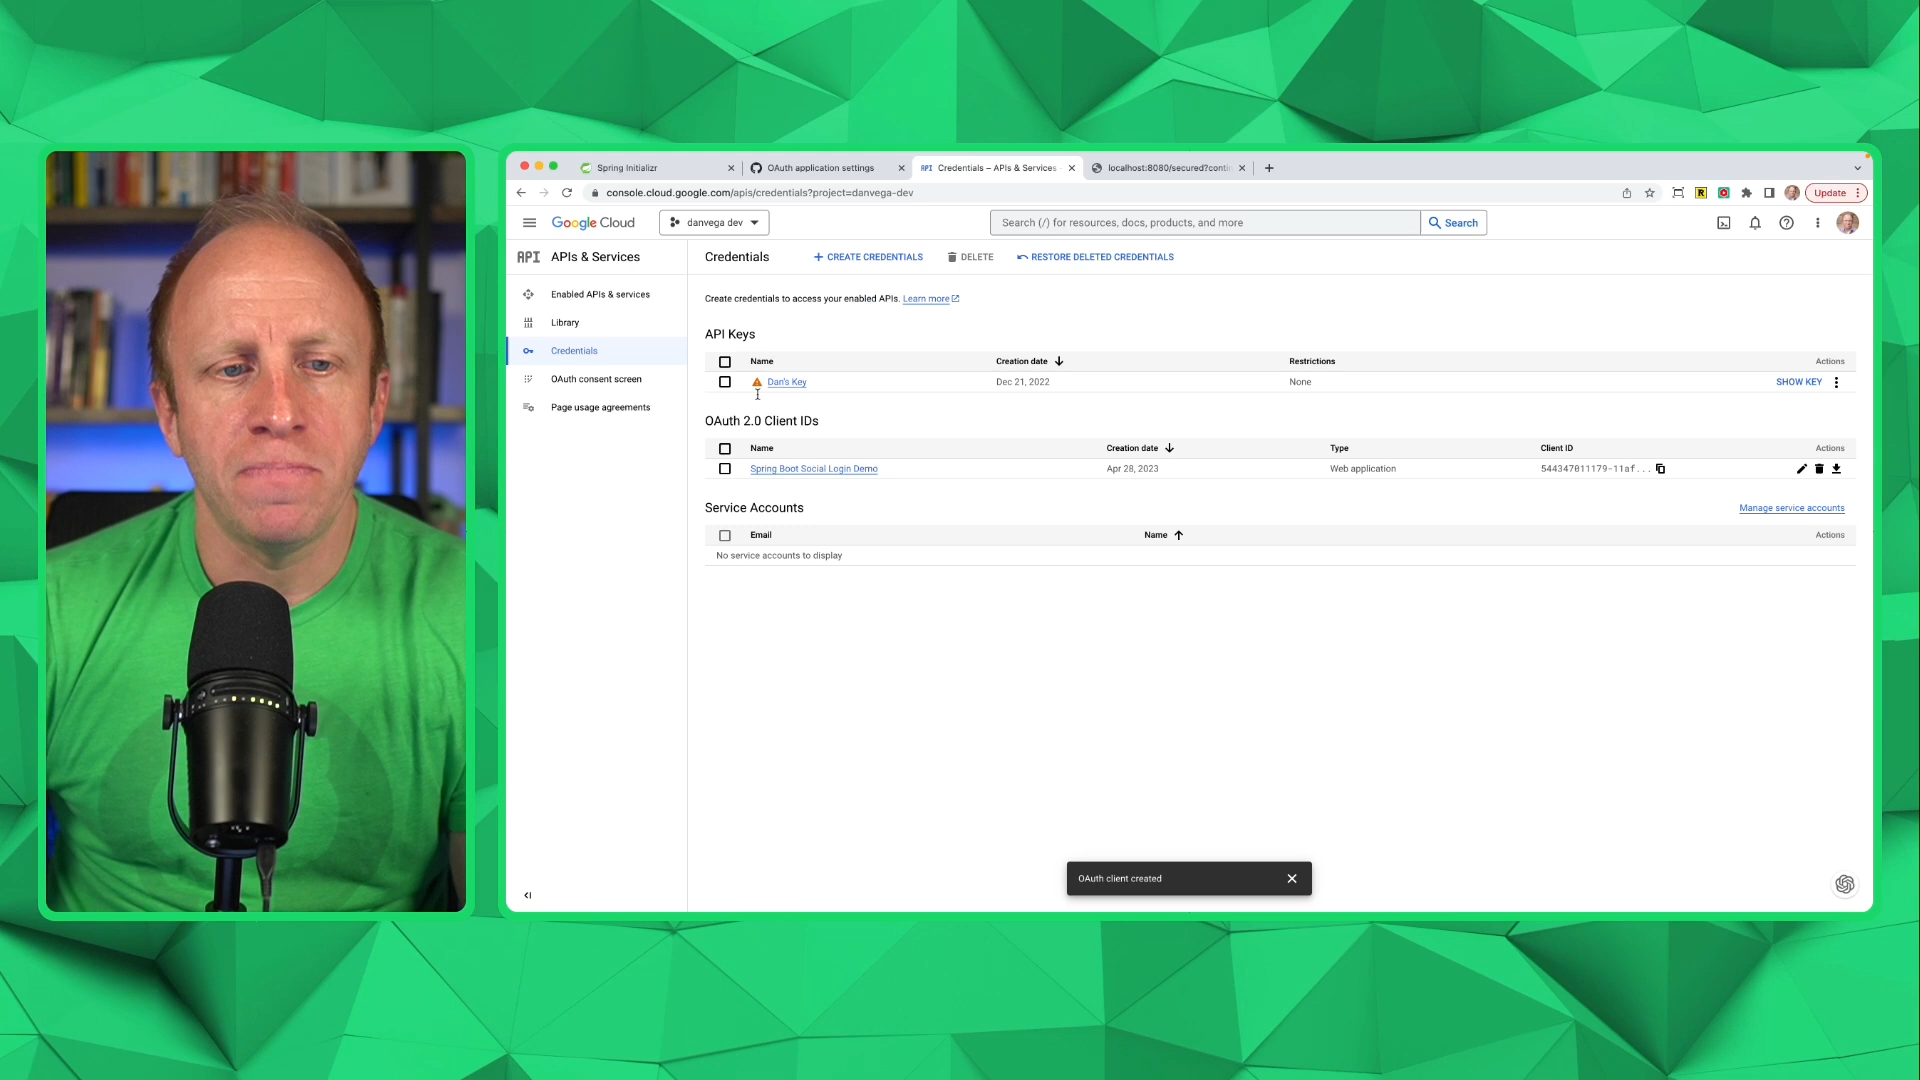 Spring Initializr
OAuth application settings
API Credentials – APIs & Services
localhost:8080/secured?conti
console.cloud.google.com/apis/credentials?project=danvega-dev
Update
Google Cloud
danvega dev
Search (/) for resources, docs, products, and more
Search
API APIs & Services
Credentials
CREATE CREDENTIALS
DELETE
RESTORE DELETED CREDENTIALS
Enabled APIs & services
Library
Credentials
OAuth consent screen
Page usage agreements
Create credentials to access your enabled APIs. Learn more
API Keys
Name Creation date Restrictions Actions
Dan's Key Dec 21, 2022 None SHOW KEY
OAuth 2.0 Client IDs
Name Creation date Type Client ID Actions
Spring Boot Social Login Demo Apr 28, 2023 Web application 544347011179-11af...
Service Accounts
Manage service accounts
Email Name Actions
No service accounts to display
OAuth client created